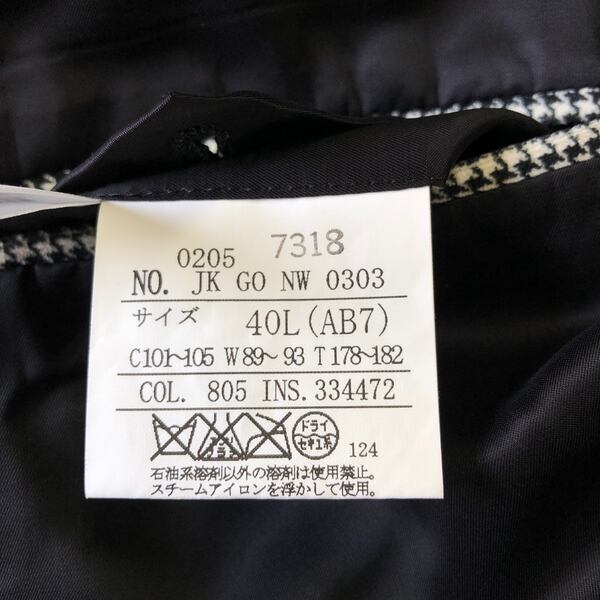 0205 7318
NO. JK GO NW 0303
サイズ 40L(AB7)
C101~105 W89~93 T178~182
COL. 805 INS.334472
ドライ
セキユ系
124
石油系溶剤以外の溶剤は使用禁止。
スチームアイロンを浮かして使用。